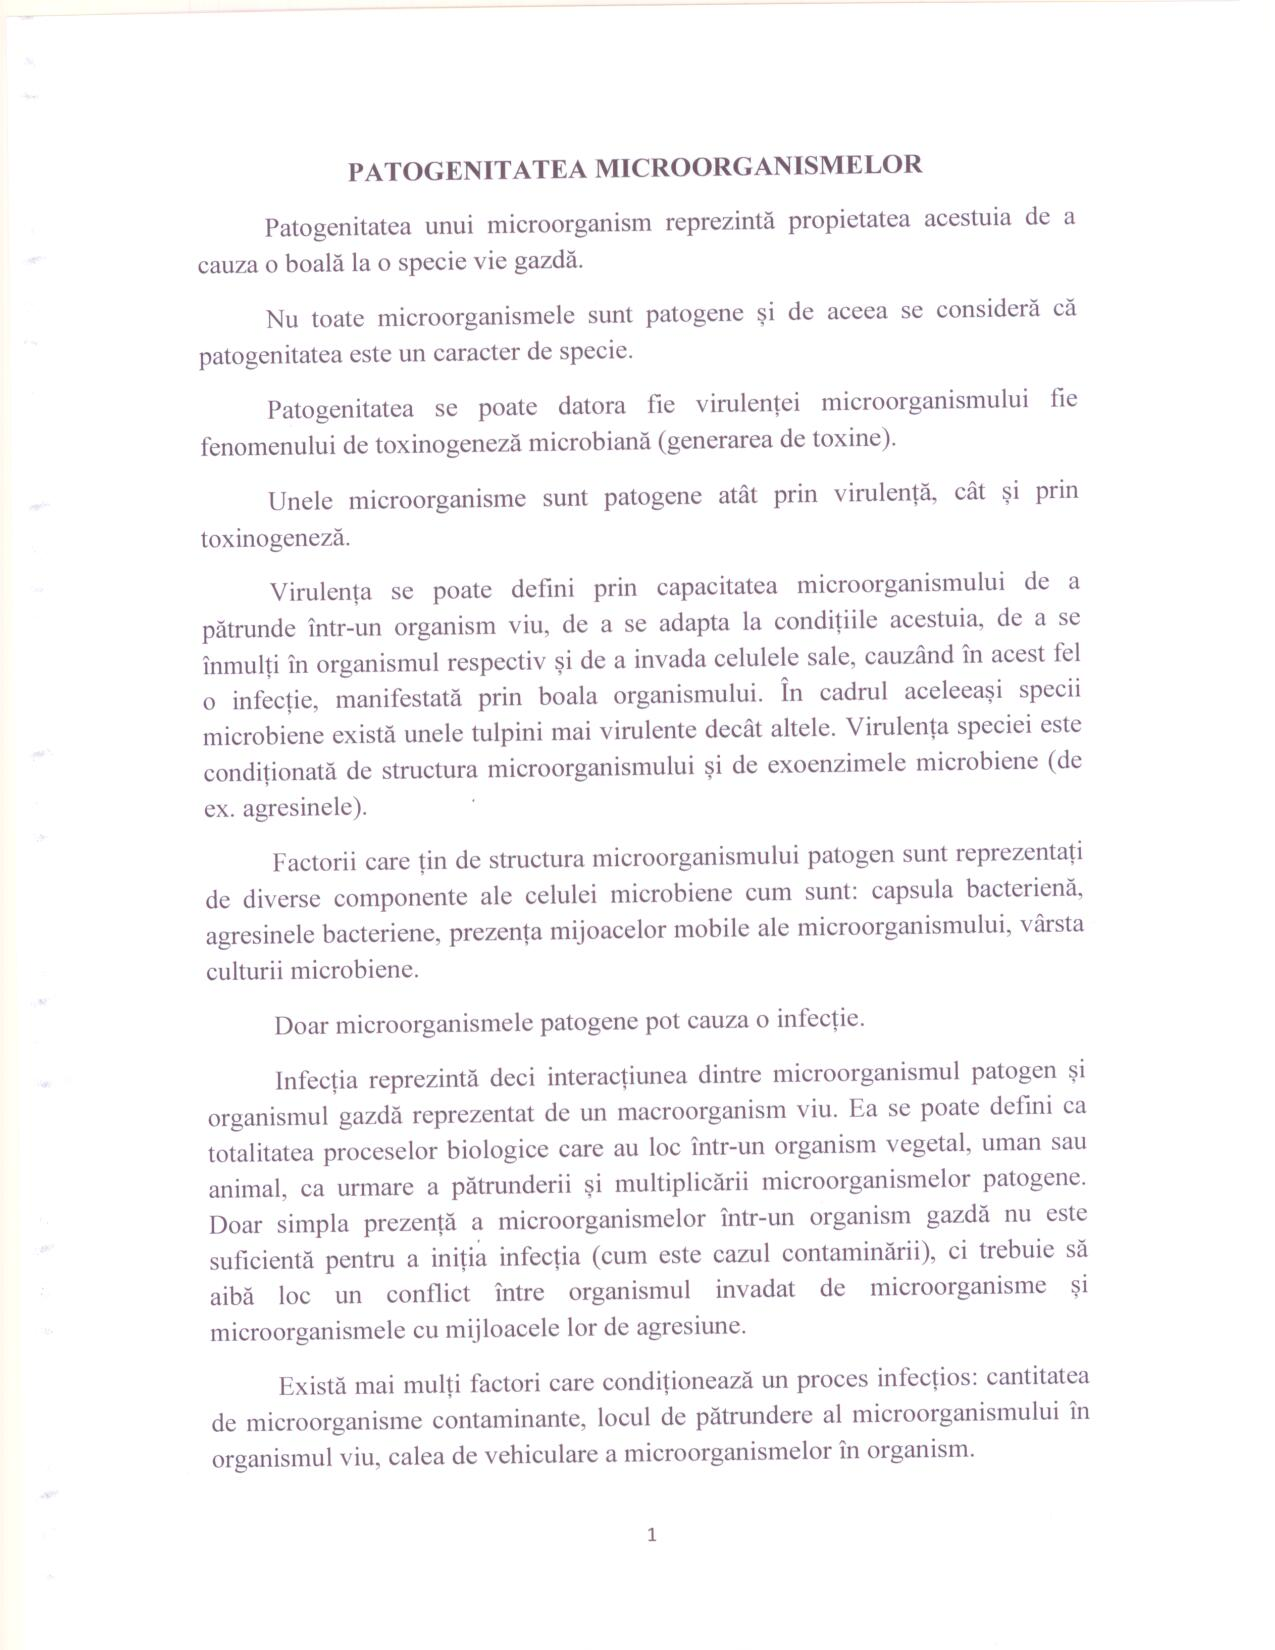 PATOGENITATEA MICROORGANISMELOR
Patogenitatea unui microorganism reprezintă propietatea acestuia de a
cauza o boală la o specie vie gazdă.
Nu toate microorganismele sunt patogene și de aceea se consideră că
patogenitatea este un caracter de specie.
Patogenitatea se poate datora fie virulenței microorganismului fie
fenomenului de toxinogeneză microbiană (generarea de toxine).
Unele microorganisme sunt patogene atât prin virulență, cât și prin
toxinogeneză.
Virulența se poate defini prin capacitatea microorganismului de a
pătrunde într-un organism viu, de a se adapta la condițiile acestuia, de a se
înmulți în organismul respectiv și de a invada celulele sale, cauzând în acest fel
o infecție, manifestată prin boala organismului. În cadrul aceleeași specii
microbiene există unele tulpini mai virulente decât altele. Virulența speciei este
condiționată de structura microorganismului și de exoenzimele microbiene (de
ex. agresinele).
Factorii care țin de structura microorganismului patogen sunt reprezentați
de diverse componente ale celulei microbiene cum sunt: capsula bacterienă,
agresinele bacteriene, prezența mijoacelor mobile ale microorganismului, vârsta
culturii microbiene.
Doar microorganismele patogene pot cauza o infecție.
Infecția reprezintă deci interacțiunea dintre microorganismul patogen și
organismul gazdă reprezentat de un macroorganism viu. Ea se poate defini ca
totalitatea proceselor biologice care au loc într-un organism vegetal, uman sau
animal, ca urmare a pătrunderii și multiplicării microorganismelor patogene.
Doar simpla prezență a microorganismelor într-un organism gazdă nu este
suficientă pentru a iniția infecția (cum este cazul contaminării), ci trebuie să
aibă loc un conflict între organismul invadat de microorganisme și
microorganismele cu mijloacele lor de agresiune.
Există mai mulți factori care condiționează un proces infecțios: cantitatea
de microorganisme contaminante, locul de pătrundere al microorganismului în
organismul viu, calea de vehiculare a microorganismelor în organism.
1